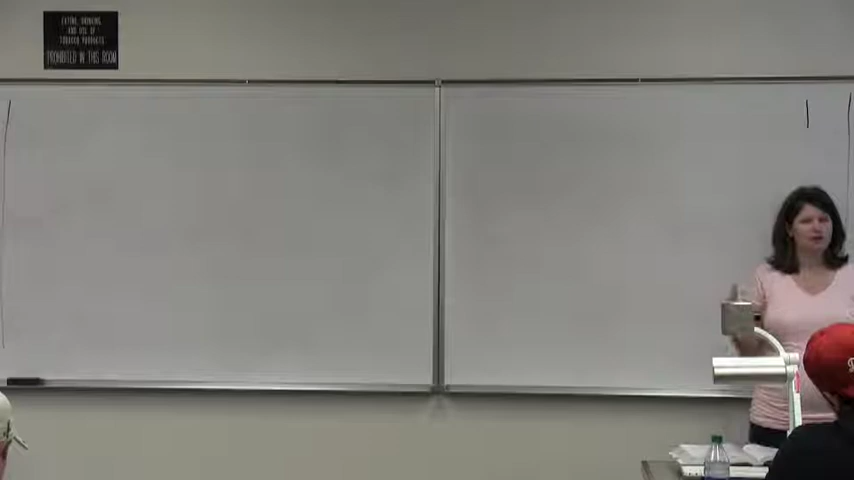 EATING, DRINKING
AND USE OF
TOBACCO PRODUCTS
PROHIBITED IN THIS ROOM